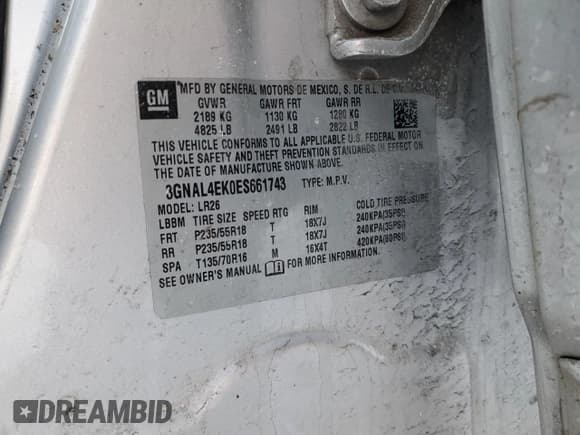 GM
MFD BY GENERAL MOTORS DE MEXICO, S. DE R.L. DE C.V.
GVWR GAWR FRT GAWR RR
2189 KG 1130 KG 1280 KG
4825 LB 2491 LB 2822 LB
THIS VEHICLE CONFORMS TO ALL APPLICABLE U.S. FEDERAL MOTOR
VEHICLE SAFETY AND THEFT PREVENTION STANDARDS IN EFFECT ON
THE DATE OF MANUFACTURE SHOWN ABOVE.
3GNAL4EK0ES661743 TYPE: M.P.V.
MODEL: LR26
LBBM TIRE SIZE SPEED RTG RIM COLD TIRE PRESSURE
FRT P235/55R18 T 18X7J 240KPA(35PSI)
RR P235/55R18 T 18X7J 240KPA(35PSI)
SPA T135/70R16 M 16X4T 420KPA(60PSI)
SEE OWNER'S MANUAL FOR MORE INFORMATION.
DREAMBID